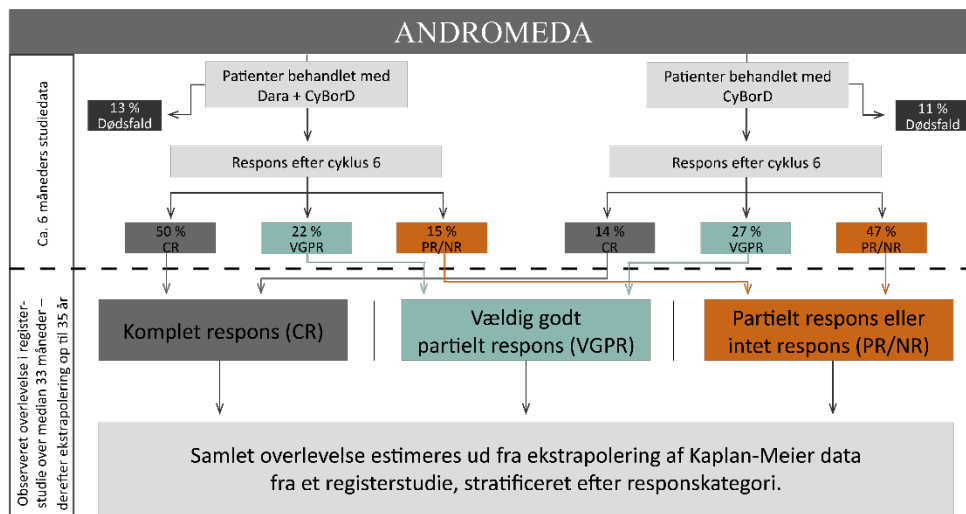 ANDROMEDA
Ca. 6 måneders studiedata
Patienter behandlet med
Dara + CyBorD
13 %
Dødsfald
Patienter behandlet med
CyBorD
11 %
Dødsfald
Respons efter cyklus 6
Respons efter cyklus 6
50 %
CR
22 %
VGPR
15 %
PR/NR
14 %
CR
27 %
VGPR
47 %
PR/NR
Observeret overlevelse i register-
studie over median 33 måneder –
derefter ekstrapolering op til 35 år
Komplet respons (CR)
Vældig godt
partielt respons (VGPR)
Partielt respons eller
intet respons (PR/NR)
Samlet overlevelse estimeres ud fra ekstrapolering af Kaplan-Meier data
fra et registerstudie, stratificeret efter responskategori.